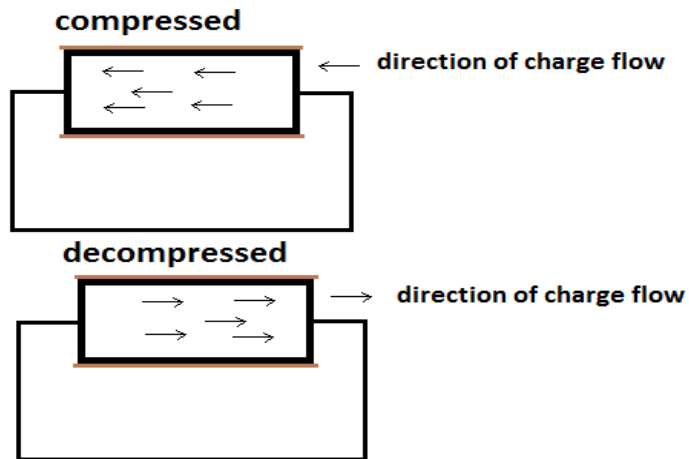 compressed
direction of charge flow
decompressed
direction of charge flow